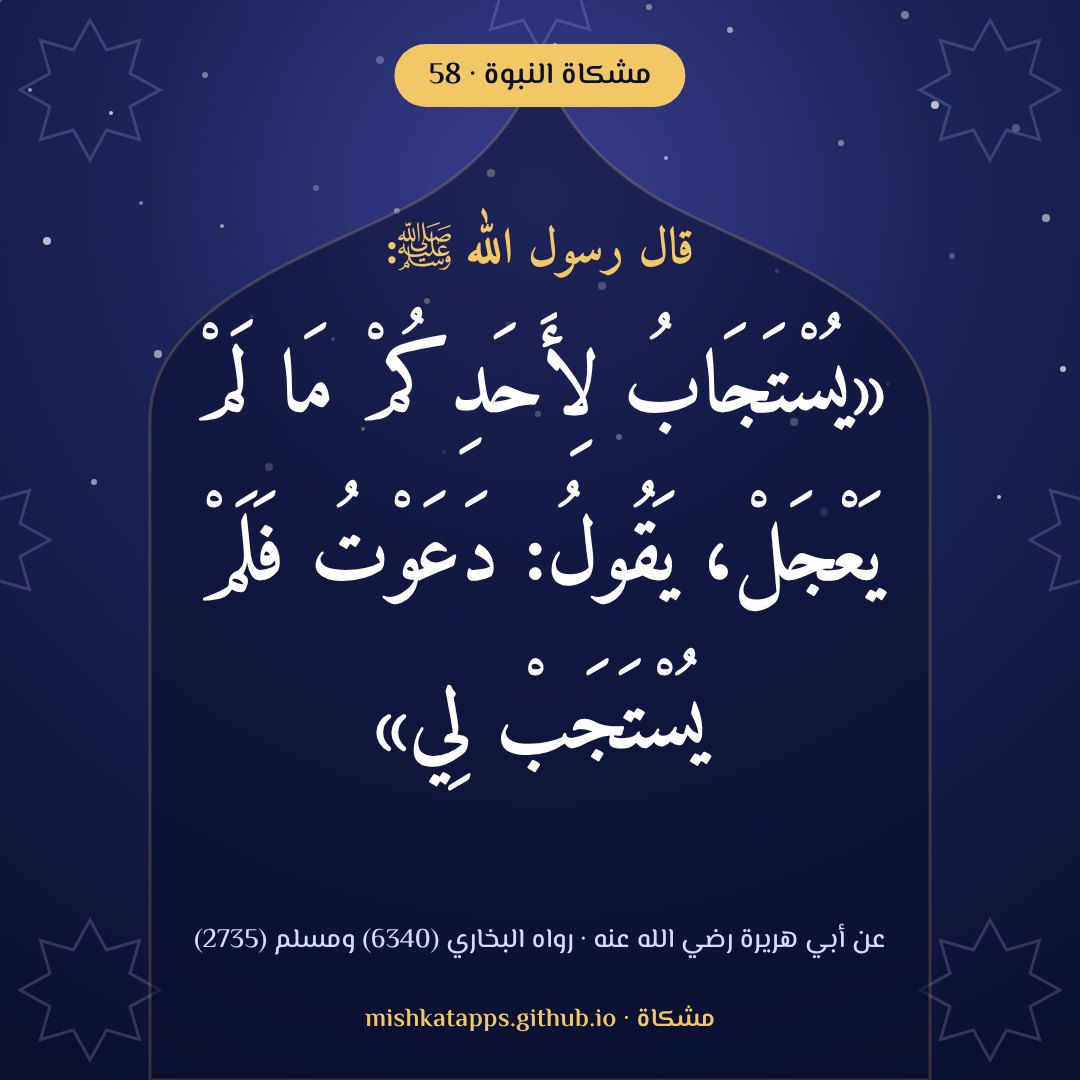 مشكاة النبوة · 58
قال رسول الله ﷺ:
«يُسْتَجَابُ لِأَحَدِكُمْ مَا لَمْ
يَعْجَلْ، يَقُولُ: دَعَوْتُ فَلَمْ
يُسْتَجَبْ لِي»
عن أبي هريرة رضي الله عنه · رواه البخاري (6340) ومسلم (2735)
مشكاة · mishkatapps.github.io